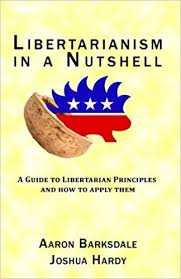 LIBERTARIANISM
IN A NUTSHELL
A GUIDE TO LIBERTARIAN PRINCIPLES
AND HOW TO APPLY THEM
AARON BARKSDALE
JOSHUA HARDY